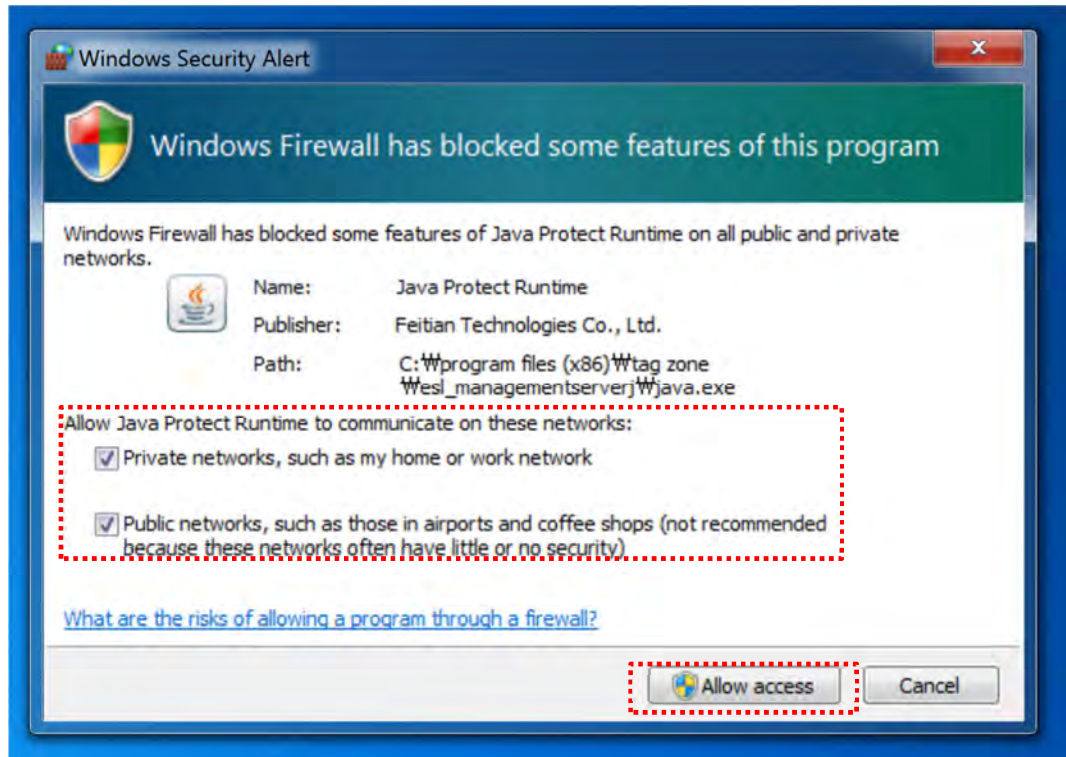 Windows Security Alert
Windows Firewall has blocked some features of this program
Windows Firewall has blocked some features of Java Protect Runtime on all public and private
networks.
Name: Java Protect Runtime
Publisher: Feitian Technologies Co., Ltd.
Path: C:₩program files (x86)₩tag zone
₩esl_managementserverj₩java.exe
Allow Java Protect Runtime to communicate on these networks:
Private networks, such as my home or work network
Public networks, such as those in airports and coffee shops (not recommended
because these networks often have little or no security)
What are the risks of allowing a program through a firewall?
Allow access Cancel